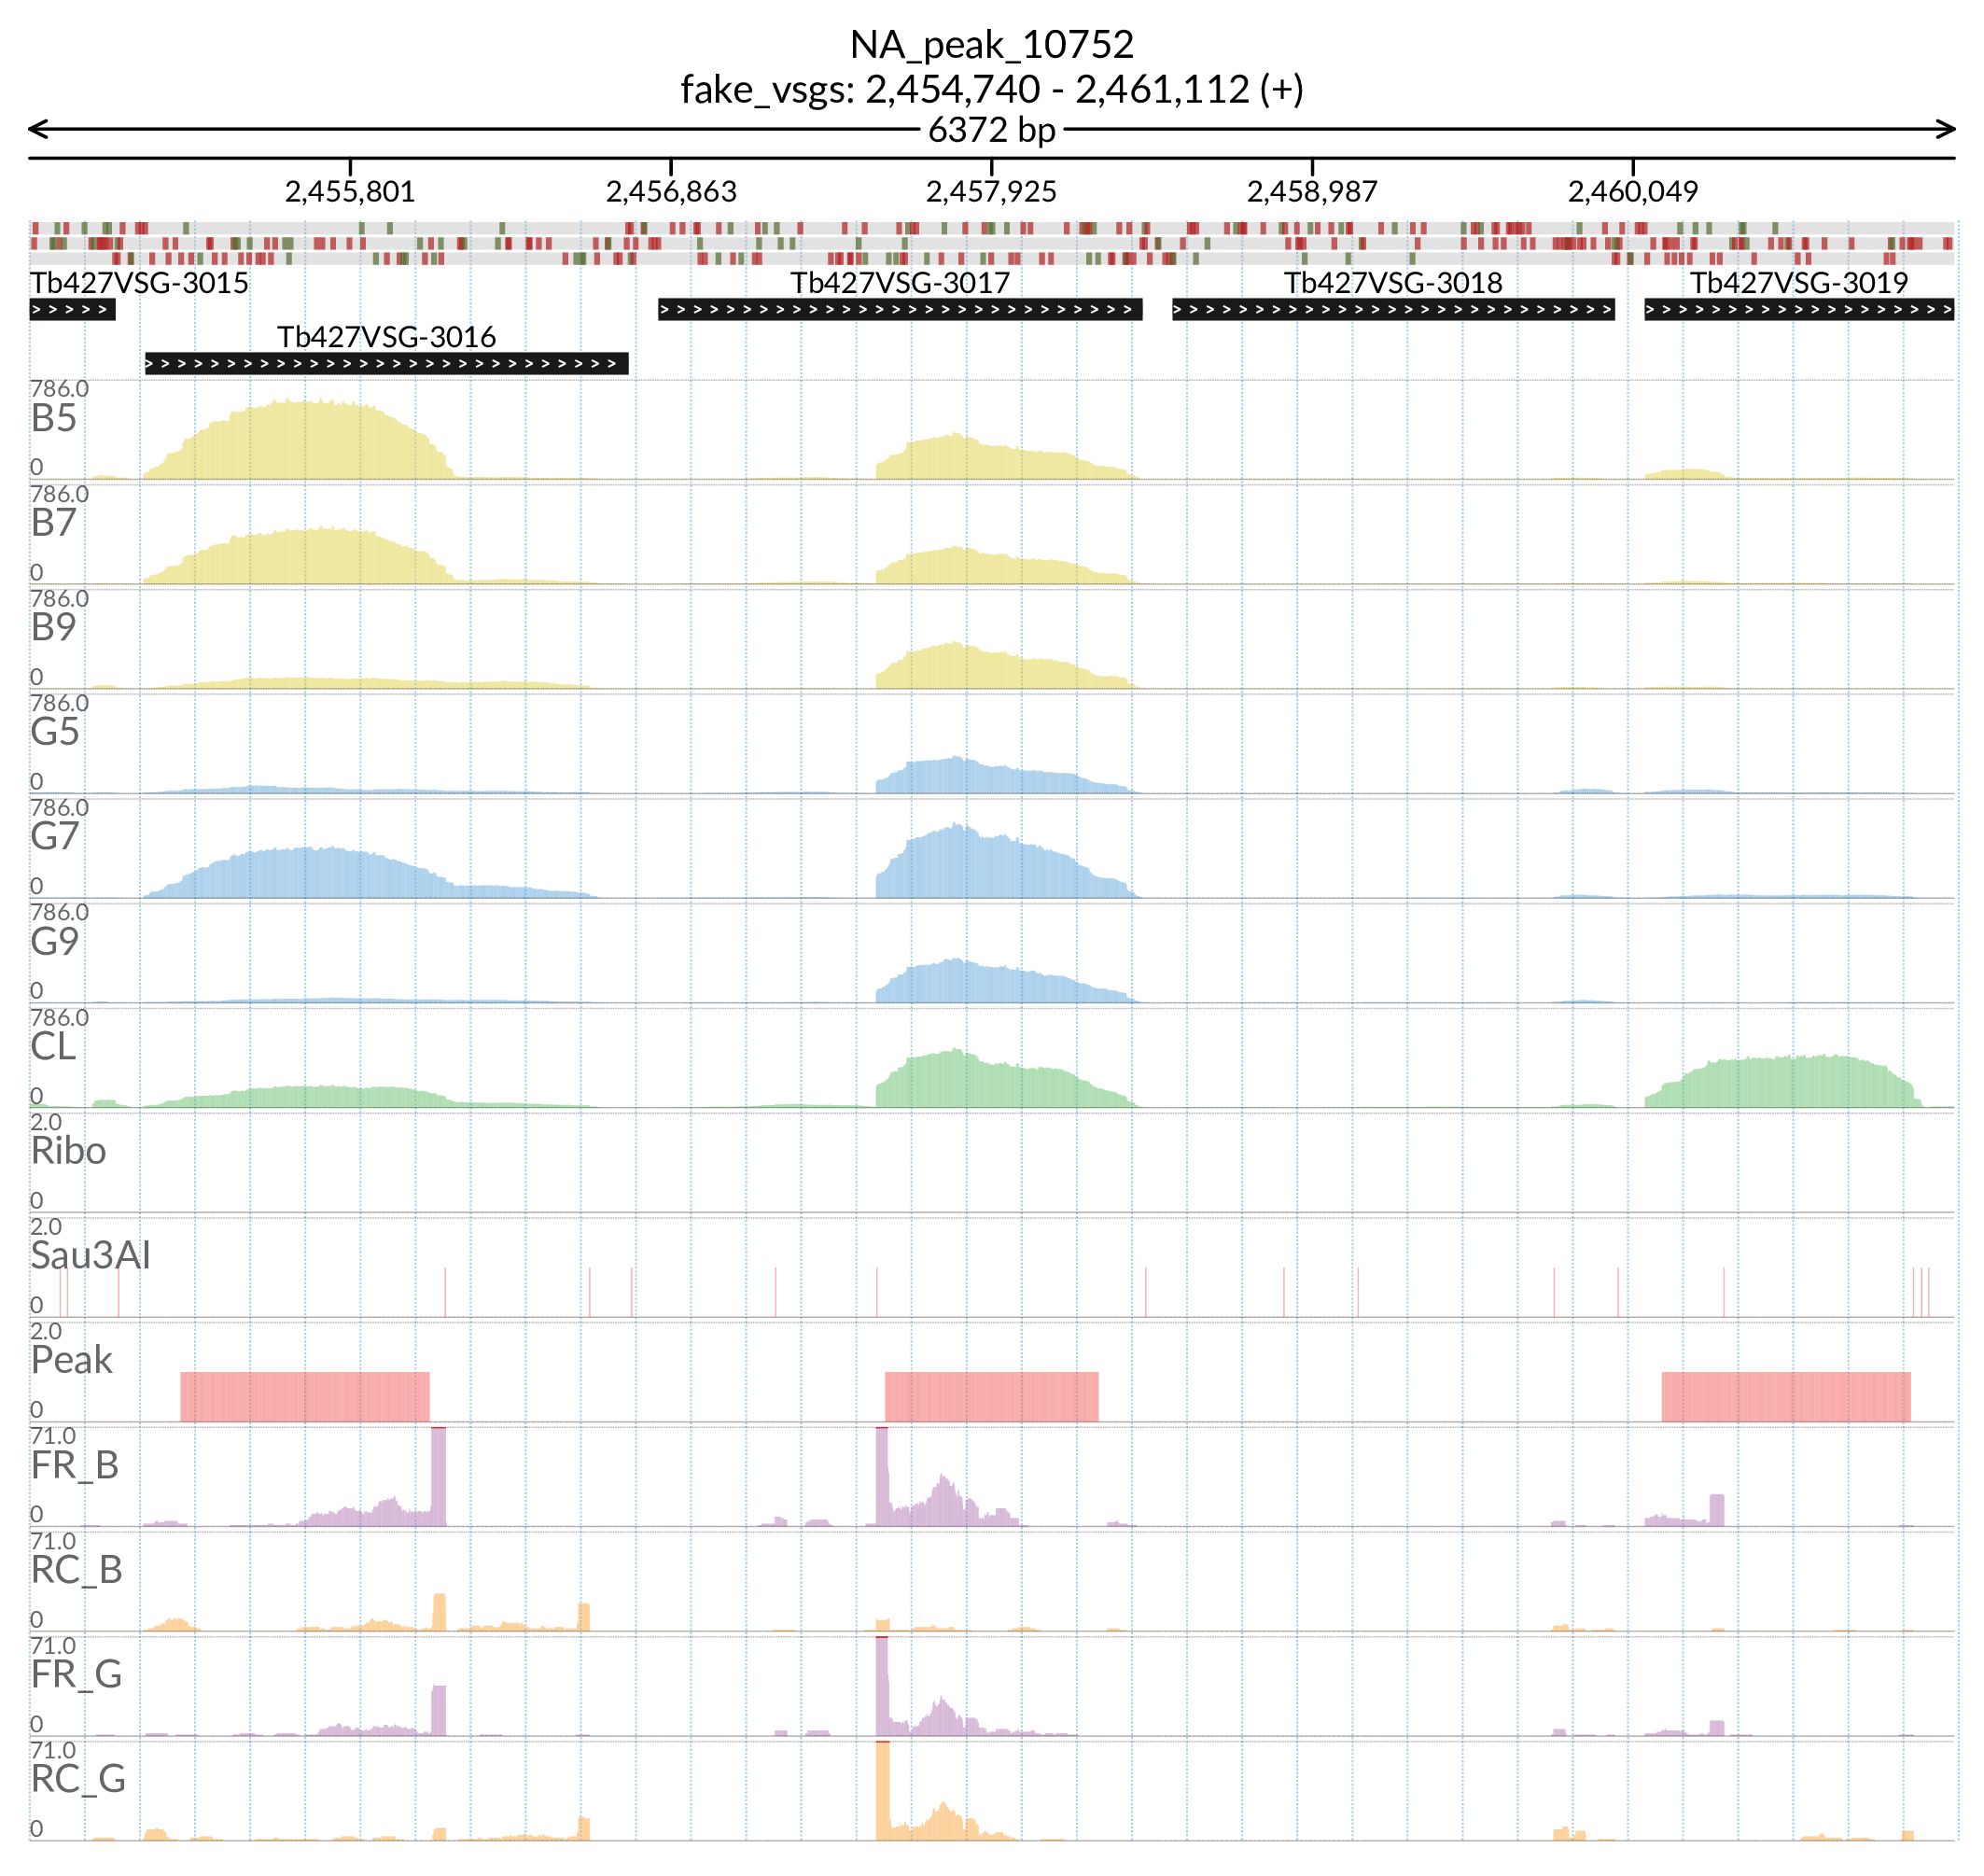 NA_peak_10752
fake_vsgs: 2,454,740 - 2,461,112 (+)
6372 bp
2,455,801 2,456,863 2,457,925 2,458,987 2,460,049
Tb427VSG-3015 Tb427VSG-3017 Tb427VSG-3018 Tb427VSG-3019
Tb427VSG-3016
786.0
B5
0
786.0
B7
0
786.0
B9
0
786.0
G5
0
786.0
G7
0
786.0
G9
0
786.0
CL
0
2.0
Ribo
0
2.0
Sau3AI
0
2.0
Peak
0
71.0
FR_B
0
71.0
RC_B
0
71.0
FR_G
0
71.0
RC_G
0